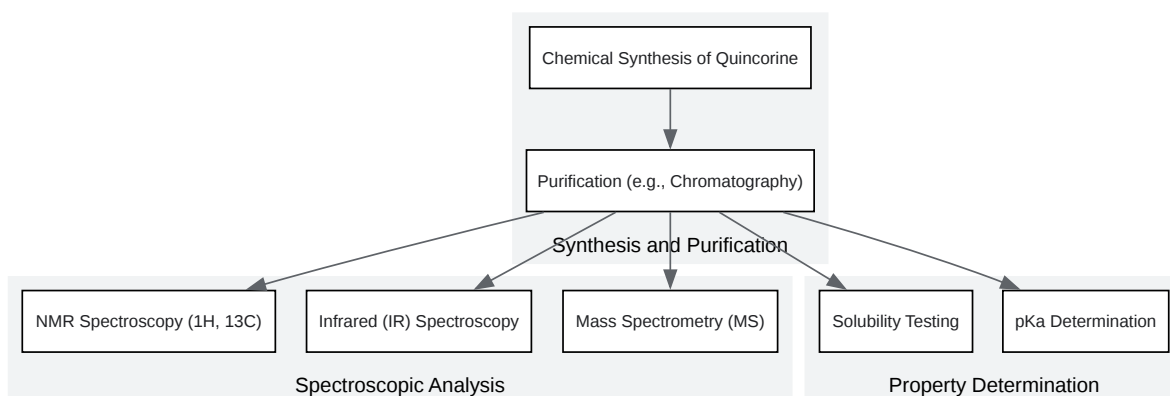 Chemical Synthesis of Quincorine
Purification (e.g., Chromatography)
Synthesis and Purification
NMR Spectroscopy (1H, 13C)
Infrared (IR) Spectroscopy
Mass Spectrometry (MS)
Solubility Testing
pKa Determination
Spectroscopic Analysis
Property Determination